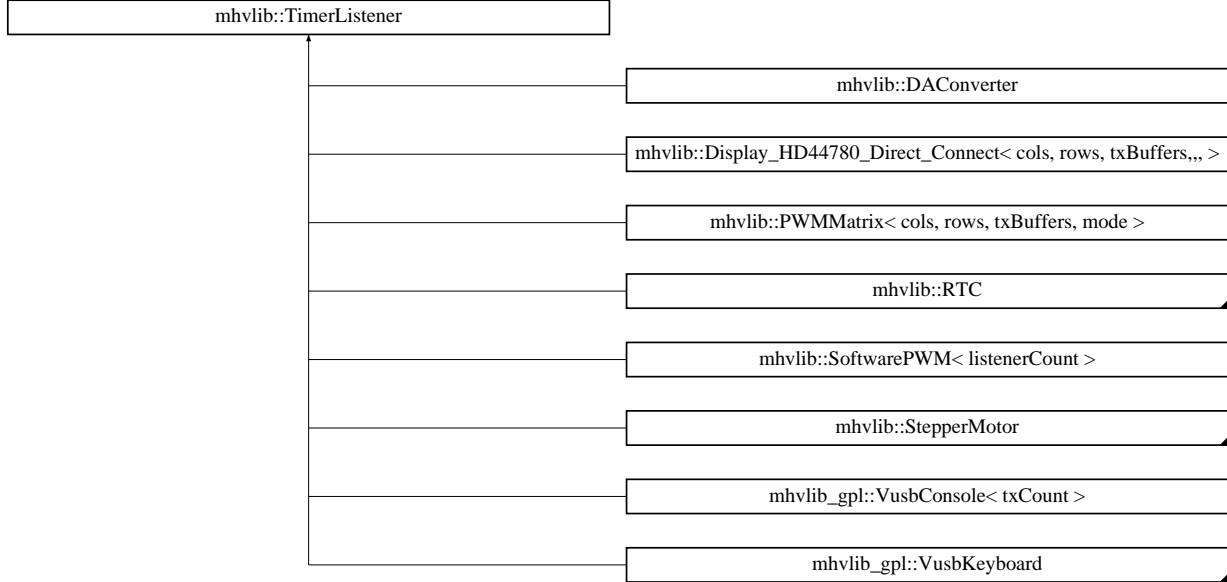 mhvlib::TimerListener
mhvlib::DAConverter
mhvlib::Display_HD44780_Direct_Connect< cols, rows, txBuffers,,, >
mhvlib::PWMMatrix< cols, rows, txBuffers, mode >
mhvlib::RTC
mhvlib::SoftwarePWM< listenerCount >
mhvlib::StepperMotor
mhvlib_gpl::VusbConsole< txCount >
mhvlib_gpl::VusbKeyboard